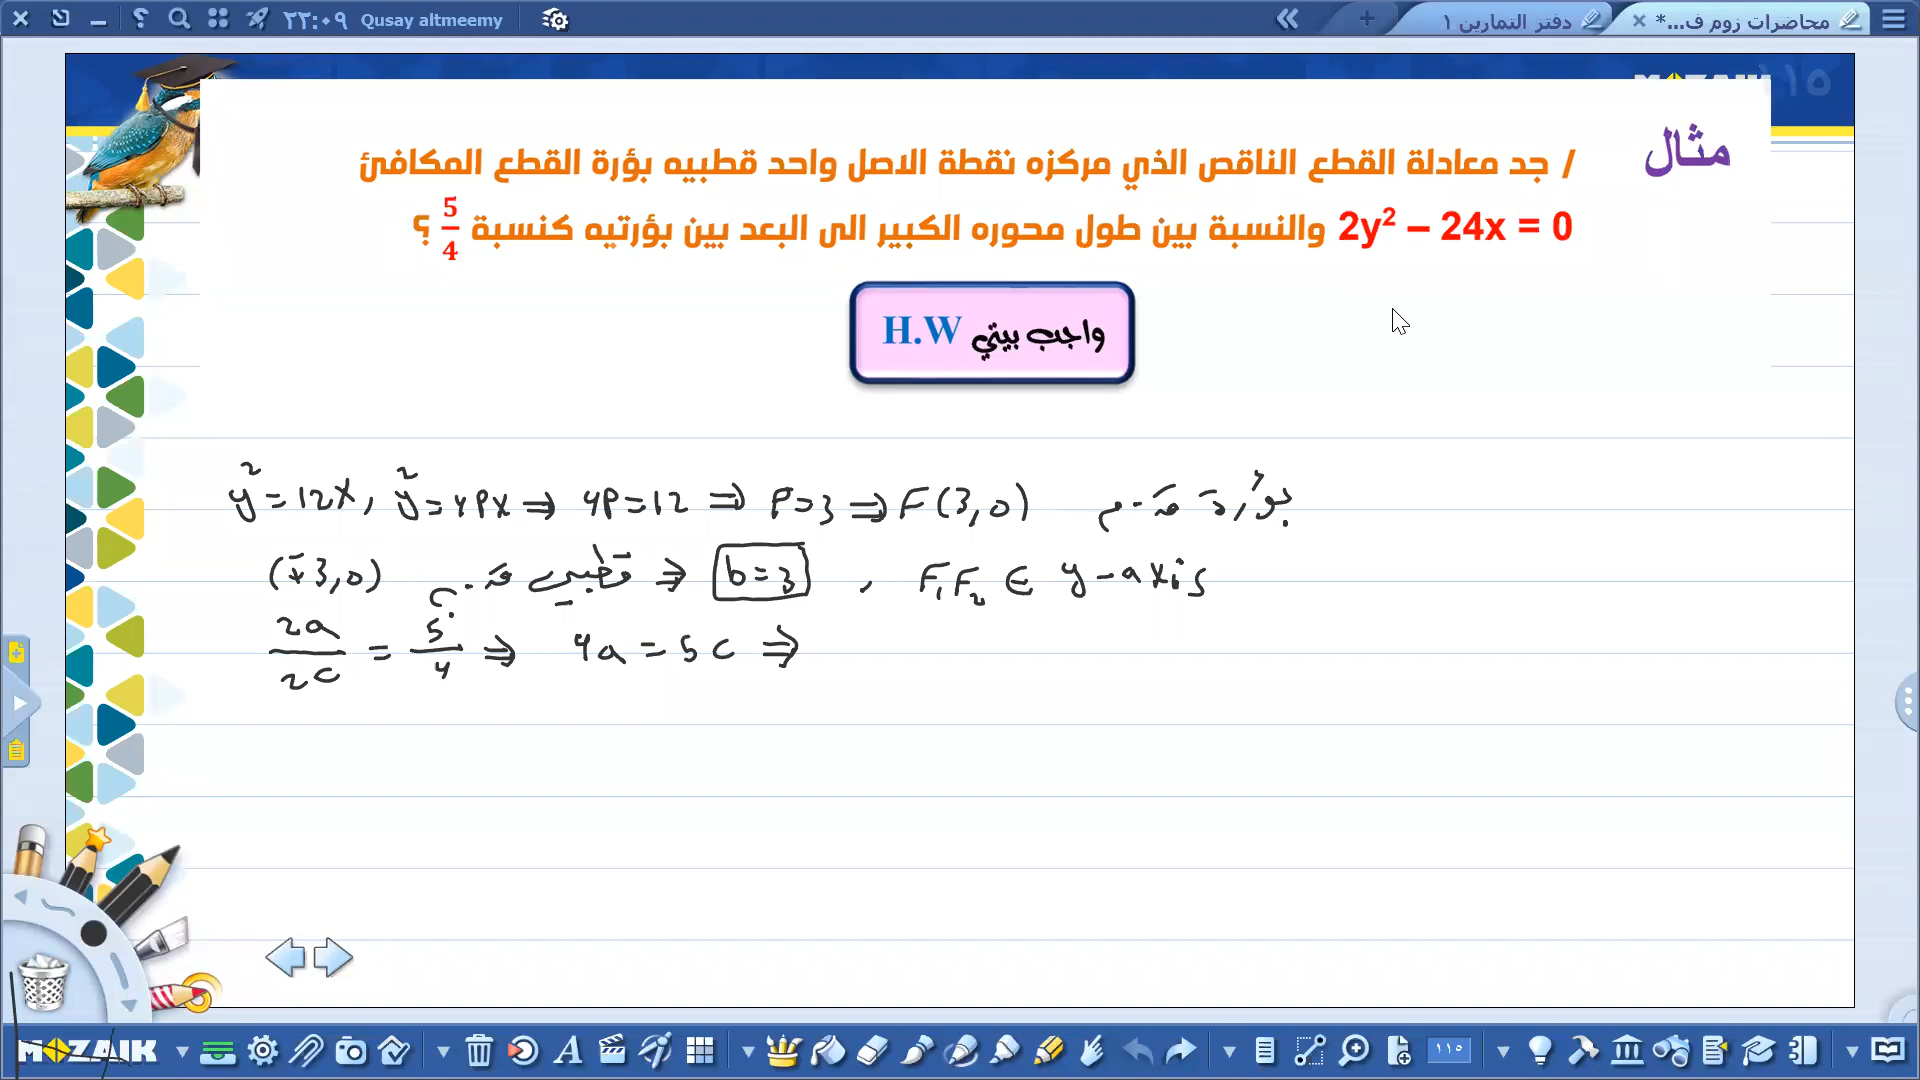 ٢٢:٠٩ Qusay altmeemy
دفتر التمارين ١
محاضرات زوم ف...*
١١٥
مثال
/ جد معادلة القطع الناقص الذي مركزه نقطة الاصل واحد قطبيه بؤرة القطع المكافئ
2y² – 24x = 0 والنسبة بين طول محوره الكبير الى البعد بين بؤرتيه كنسبة 5/4 ؟
واجب بيتي H.W
y² = 12x , y² = 4Px ⇒ 4P = 12 ⇒ P = 3 ⇒ F(3,0) بؤرة ق.م
(∓3,0) قطبي ق.ن ⇒ b = 3 , F₁F₂ ∈ y-axis
2a/2c = 5/4 ⇒ 4a = 5c ⇒
MOZAIK
١١٥